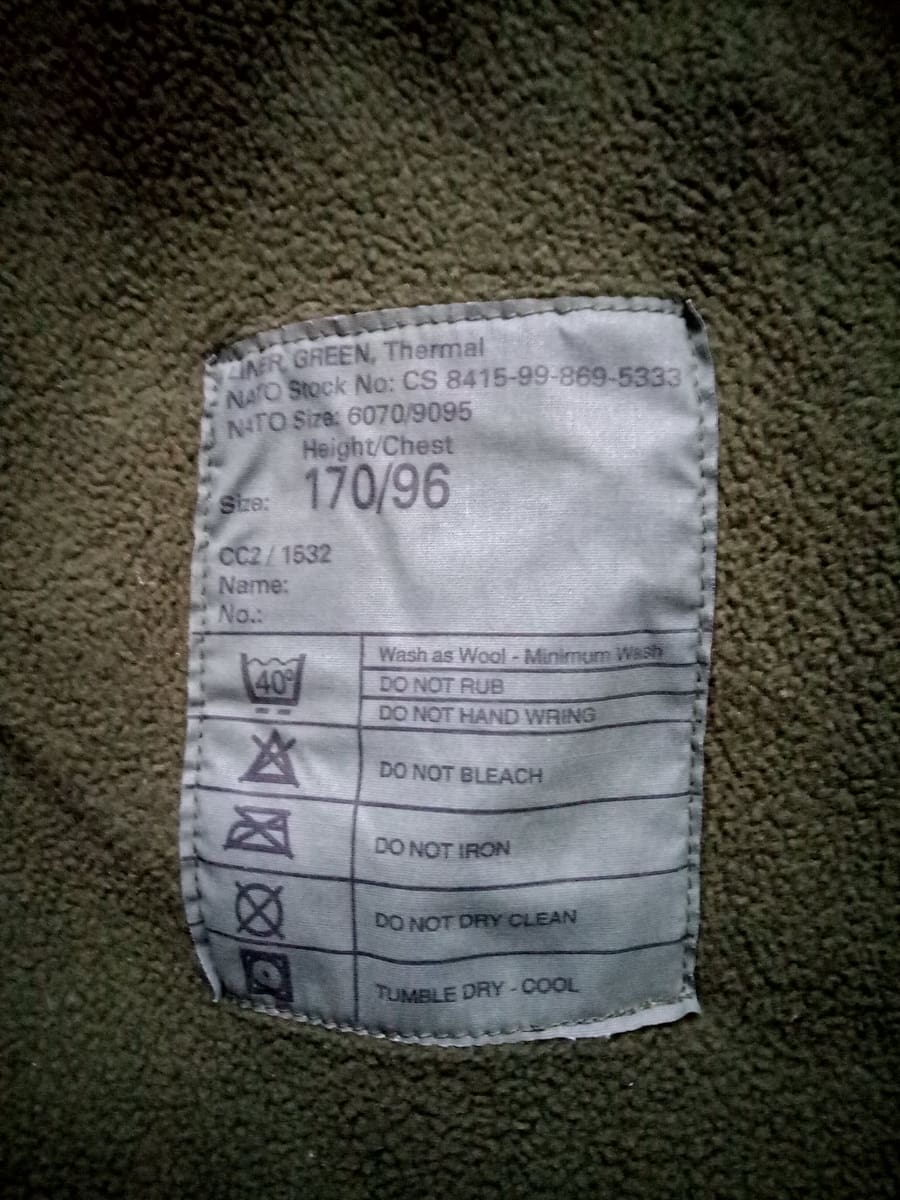 LINER, GREEN, Thermal
NATO Stock No: CS 8415-99-869-5333
NATO Size: 6070/9095
Height/Chest
Size: 170/96
CC2 / 1532
Name:
No.:
40°
Wash as Wool - Minimum Wash
DO NOT RUB
DO NOT HAND WRING
DO NOT BLEACH
DO NOT IRON
DO NOT DRY CLEAN
TUMBLE DRY - COOL